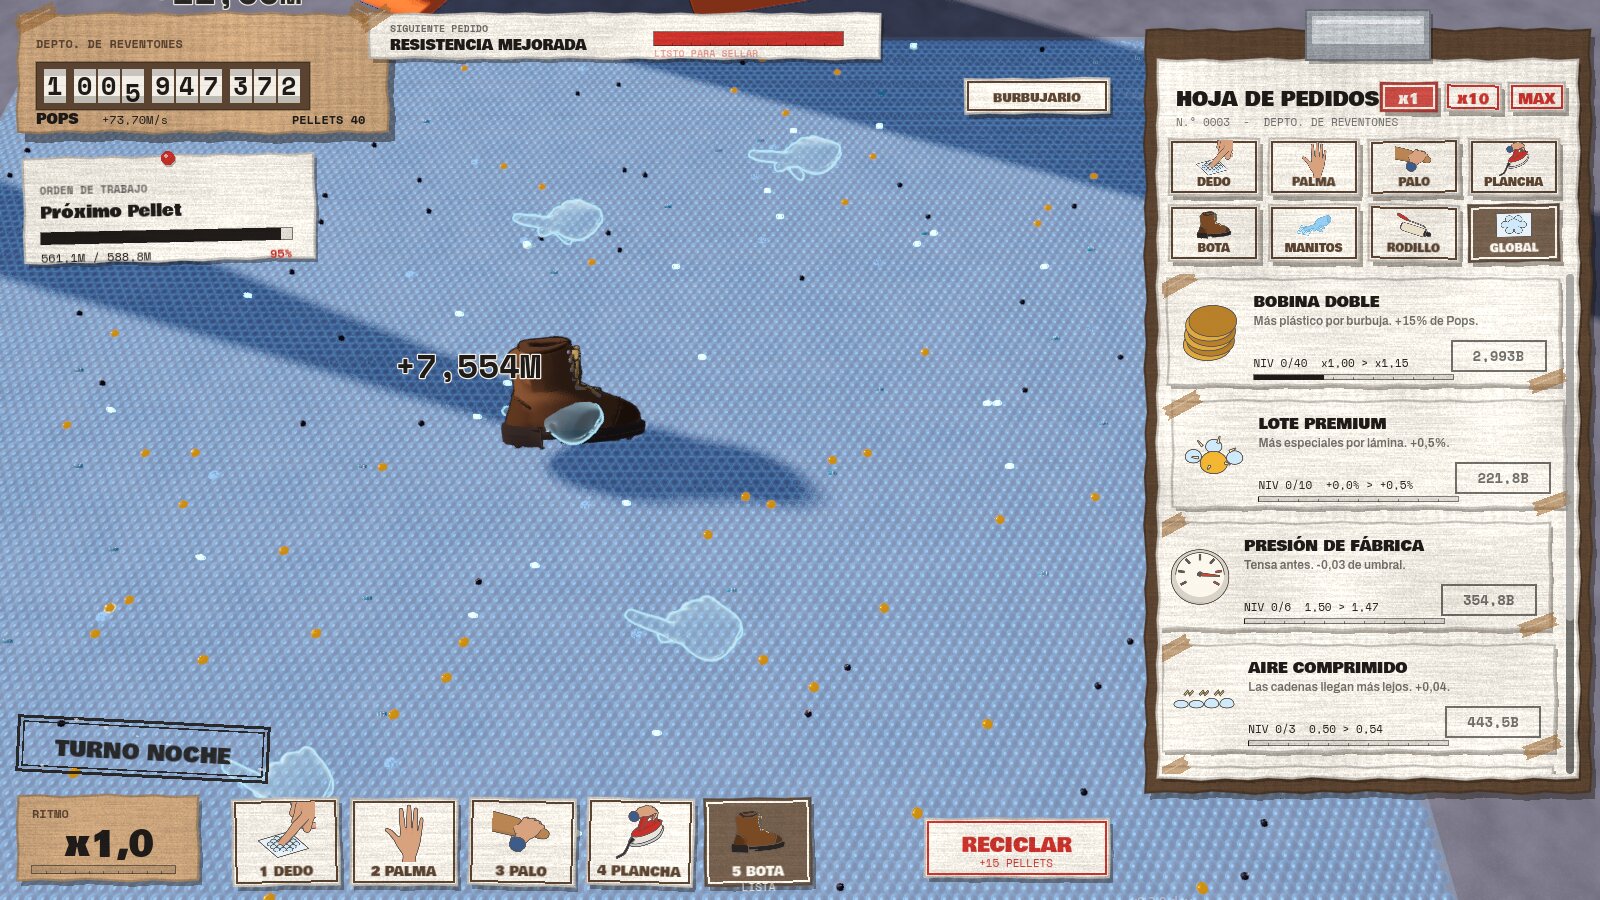 DEPTO. DE REVENTONES
1 005 947 372
POPS +73,70M/s PELLETS 40
SIGUIENTE PEDIDO
RESISTENCIA MEJORADA
LISTO PARA SELLAR
ORDEN DE TRABAJO
Próximo Pellet
561,1M / 588,8M 95%
BURBUJARIO
+7,554M
TURNO NOCHE
RITMO
x1,0
1 DEDO
2 PALMA
3 PALO
4 PLANCHA
5 BOTA
LISTA
RECICLAR
+15 PELLETS
HOJA DE PEDIDOS
x1
x10
MAX
N.° 0003 - DEPTO. DE REVENTONES
DEDO
PALMA
PALO
PLANCHA
BOTA
MANITOS
RODILLO
GLOBAL
BOBINA DOBLE
Más plástico por burbuja. +15% de Pops.
NIV 0/40 x1,00 > x1,15
2,993B
LOTE PREMIUM
Más especiales por lámina. +0,5%.
NIV 0/10 +0,0% > +0,5%
221,8B
PRESIÓN DE FÁBRICA
Tensa antes. -0,03 de umbral.
NIV 0/6 1,50 > 1,47
354,8B
AIRE COMPRIMIDO
Las cadenas llegan más lejos. +0,04.
NIV 0/3 0,50 > 0,54
443,5B